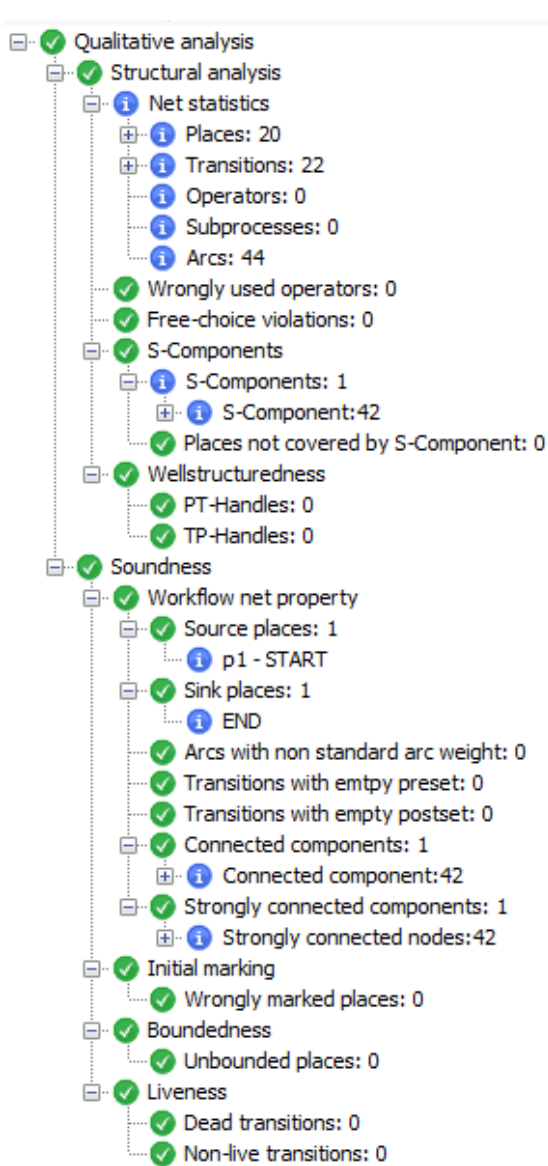 Qualitative analysis
Structural analysis
Net statistics
Places: 20
Transitions: 22
Operators: 0
Subprocesses: 0
Arcs: 44
Wrongly used operators: 0
Free-choice violations: 0
S-Components
S-Components: 1
S-Component:42
Places not covered by S-Component: 0
Wellstructuredness
PT-Handles: 0
TP-Handles: 0
Soundness
Workflow net property
Source places: 1
p1 - START
Sink places: 1
END
Arcs with non standard arc weight: 0
Transitions with emtpy preset: 0
Transitions with empty postset: 0
Connected components: 1
Connected component:42
Strongly connected components: 1
Strongly connected nodes:42
Initial marking
Wrongly marked places: 0
Boundedness
Unbounded places: 0
Liveness
Dead transitions: 0
Non-live transitions: 0